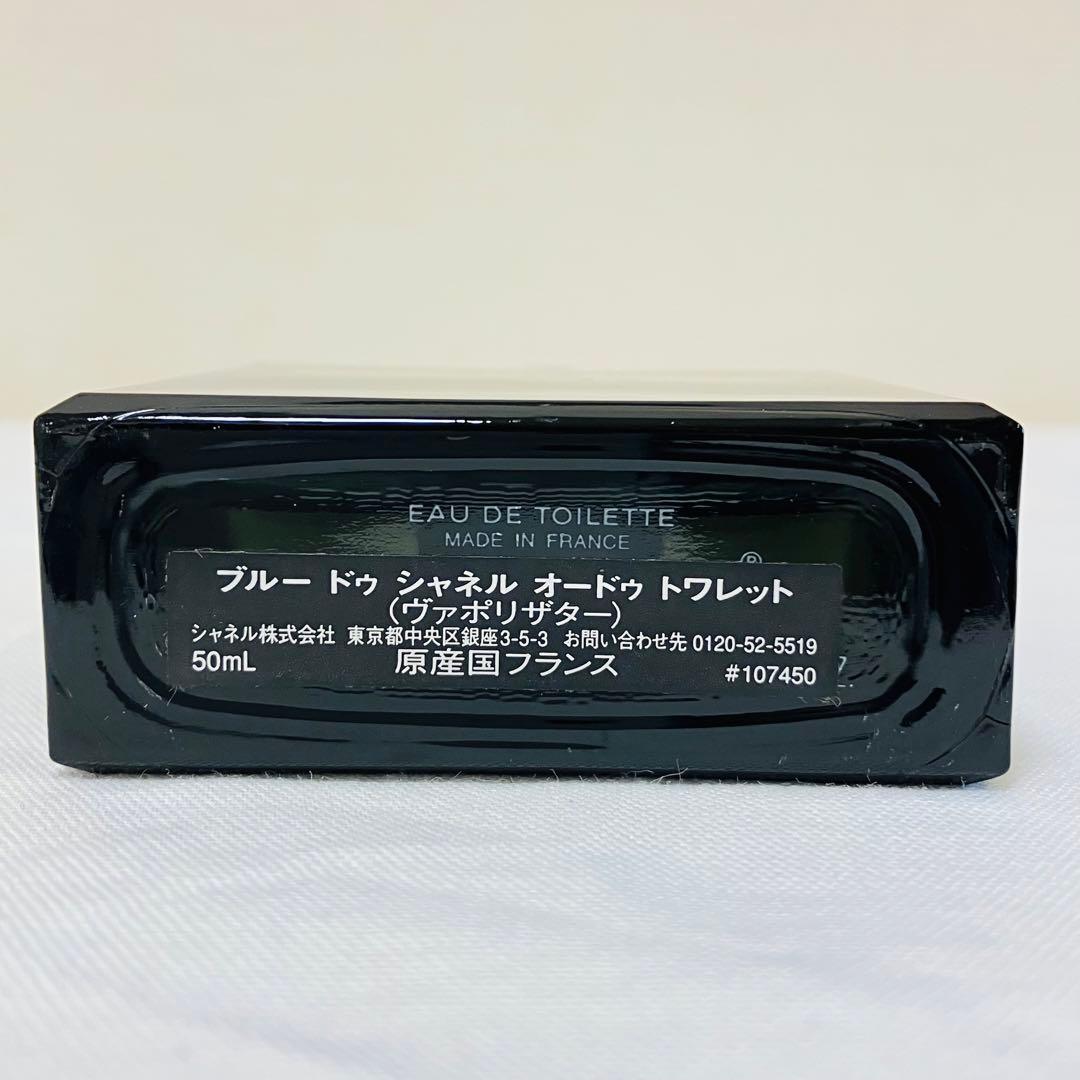 EAU DE TOILETTE
MADE IN FRANCE
®
ブルー ドゥ シャネル オードゥ トワレット
(ヴァポリザター)
シャネル株式会社 東京都中央区銀座3-5-3 お問い合わせ先 0120-52-5519
50mL 原産国フランス #107450